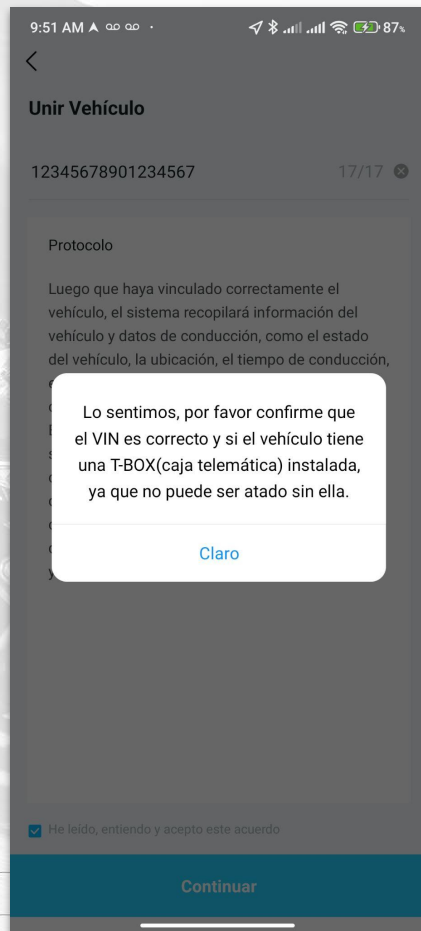 9:51 AM
87%
Unir Vehículo
12345678901234567 17/17
Protocolo
Luego que haya vinculado correctamente el
vehículo, el sistema recopilará información del
vehículo y datos de conducción, como el estado
del vehículo, la ubicación, el tiempo de conducción,
Lo sentimos, por favor confirme que
el VIN es correcto y si el vehículo tiene
una T-BOX(caja telemática) instalada,
ya que no puede ser atado sin ella.
Claro
He leído, entiendo y acepto este acuerdo
Continuar